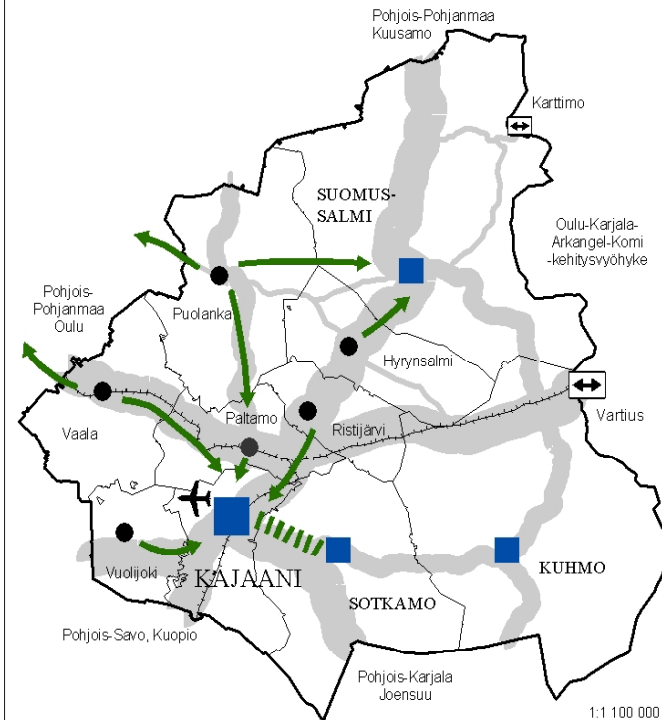 Pohjois-Pohjanmaa
Kuusamo
Karttimo
SUOMUS-
SALMI
Oulu-Karjala-
Arkangel-Komi
-kehitysvyöhyke
Pohjois-
Pohjanmaa
Oulu
Puolanka
Hyrynsalmi
Vartius
Paltamo
Ristijärvi
Vaala
Vuolijoki
KAJAANI
KUHMO
SOTKAMO
Pohjois-Savo, Kuopio
Pohjois-Karjala
Joensuu
1:1 100 000